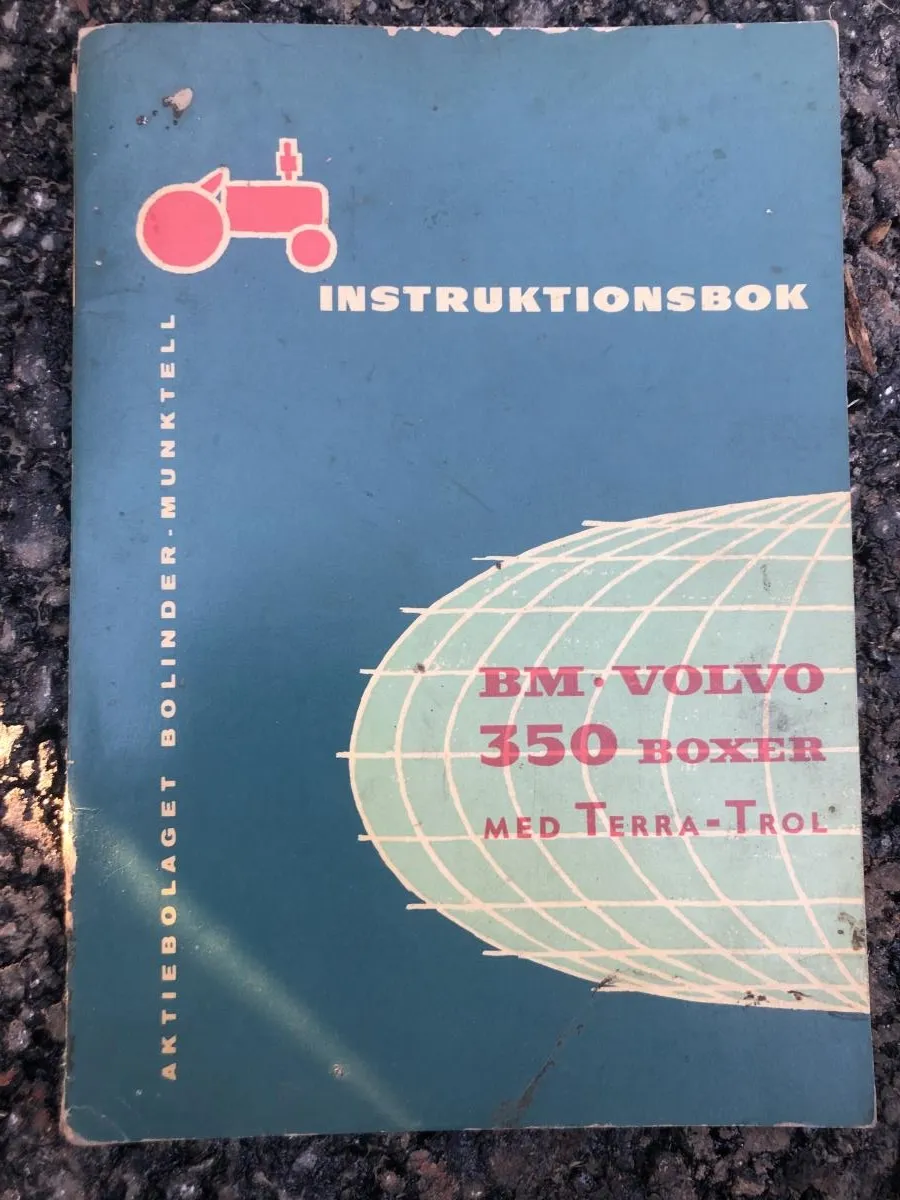 INSTRUKTIONSBOK
AKTIEBOLAGET BOLINDER-MUNKTELL
BM·VOLVO
350 BOXER
MED TERRA-TROL